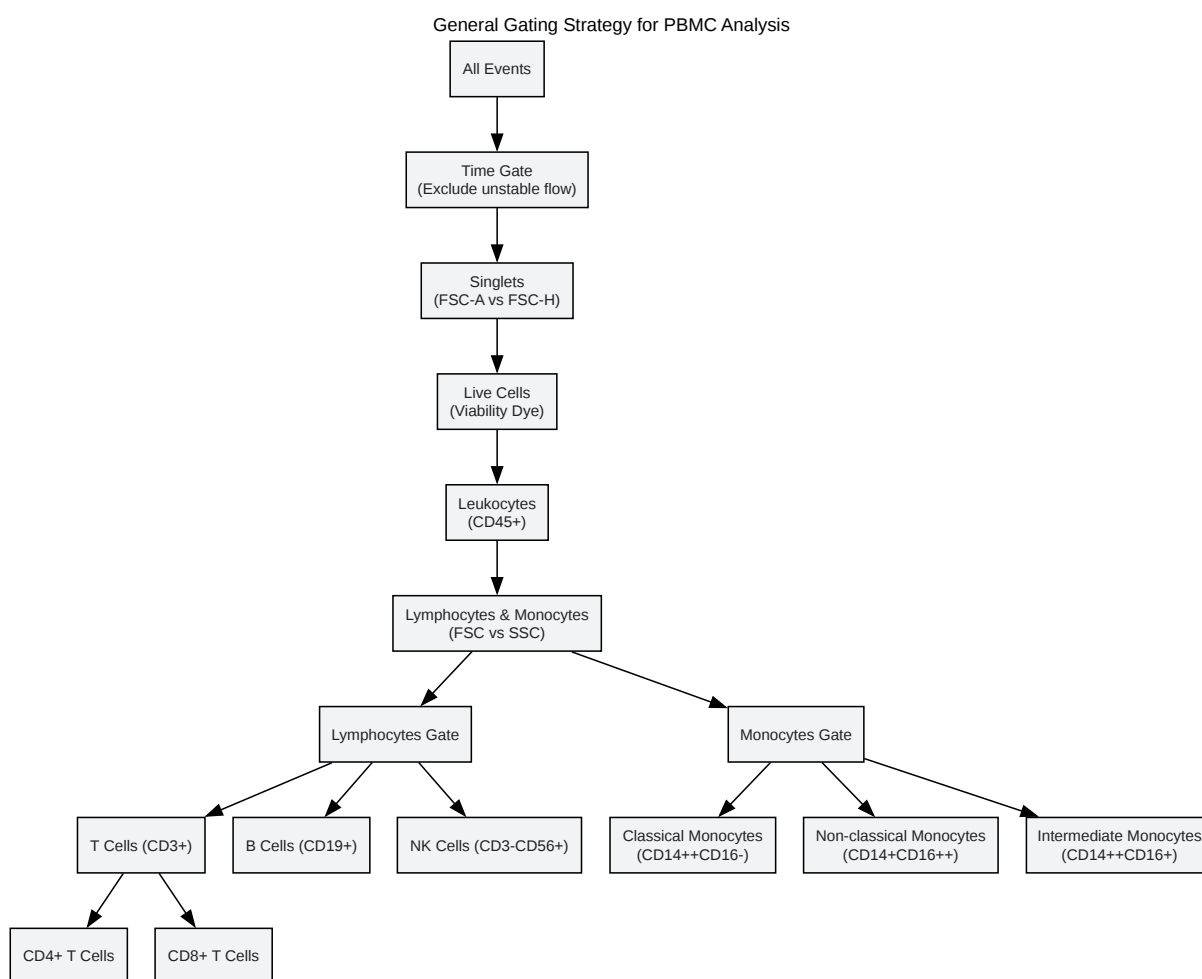 General Gating Strategy for PBMC Analysis
All Events
Time Gate
(Exclude unstable flow)
Singlets
(FSC-A vs FSC-H)
Live Cells
(Viability Dye)
Leukocytes
(CD45+)
Lymphocytes & Monocytes
(FSC vs SSC)
Lymphocytes Gate
Monocytes Gate
T Cells (CD3+)
B Cells (CD19+)
NK Cells (CD3-CD56+)
Classical Monocytes
(CD14++CD16-)
Non-classical Monocytes
(CD14+CD16++)
Intermediate Monocytes
(CD14++CD16+)
CD4+ T Cells
CD8+ T Cells